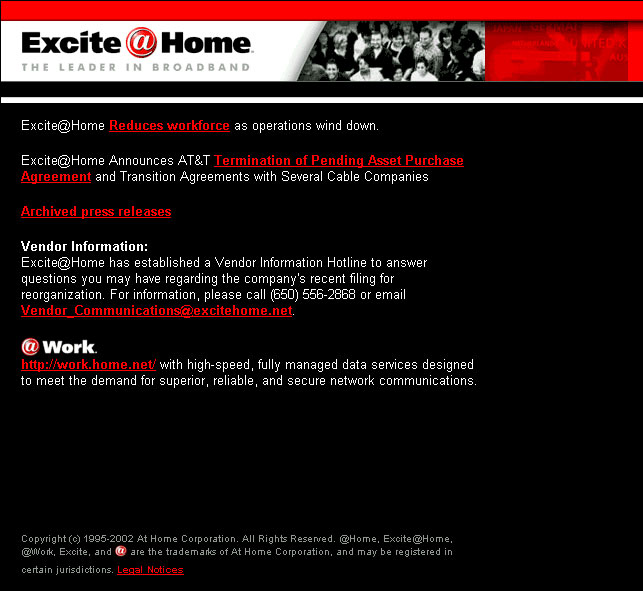 Excite@Home
THE LEADER IN BROADBAND
Excite@Home Reduces workforce as operations wind down.
Excite@Home Announces AT&T Termination of Pending Asset Purchase
Agreement and Transition Agreements with Several Cable Companies
Archived press releases
Vendor Information:
Excite@Home has established a Vendor Information Hotline to answer
questions you may have regarding the company's recent filing for
reorganization. For information, please call (650) 556-2868 or email
Vendor_Communications@excitehome.net.
@ Work.
http://work.home.net/ with high-speed, fully managed data services designed
to meet the demand for superior, reliable, and secure network communications.
Copyright (c) 1995-2002 At Home Corporation. All Rights Reserved. @Home, Excite@Home,
@Work, Excite, and @ are the trademarks of At Home Corporation, and may be registered in
certain jurisdictions. Legal Notices